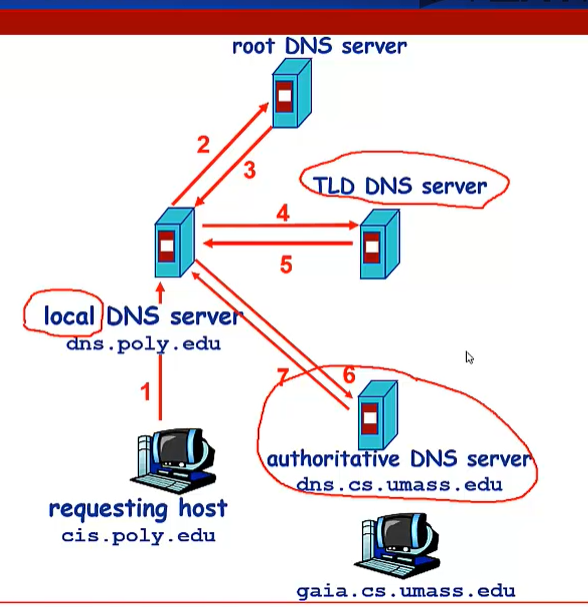 root DNS server
2
3
TLD DNS server
4
5
local DNS server
dns.poly.edu
7
6
1
authoritative DNS server
dns.cs.umass.edu
requesting host
cis.poly.edu
gaia.cs.umass.edu